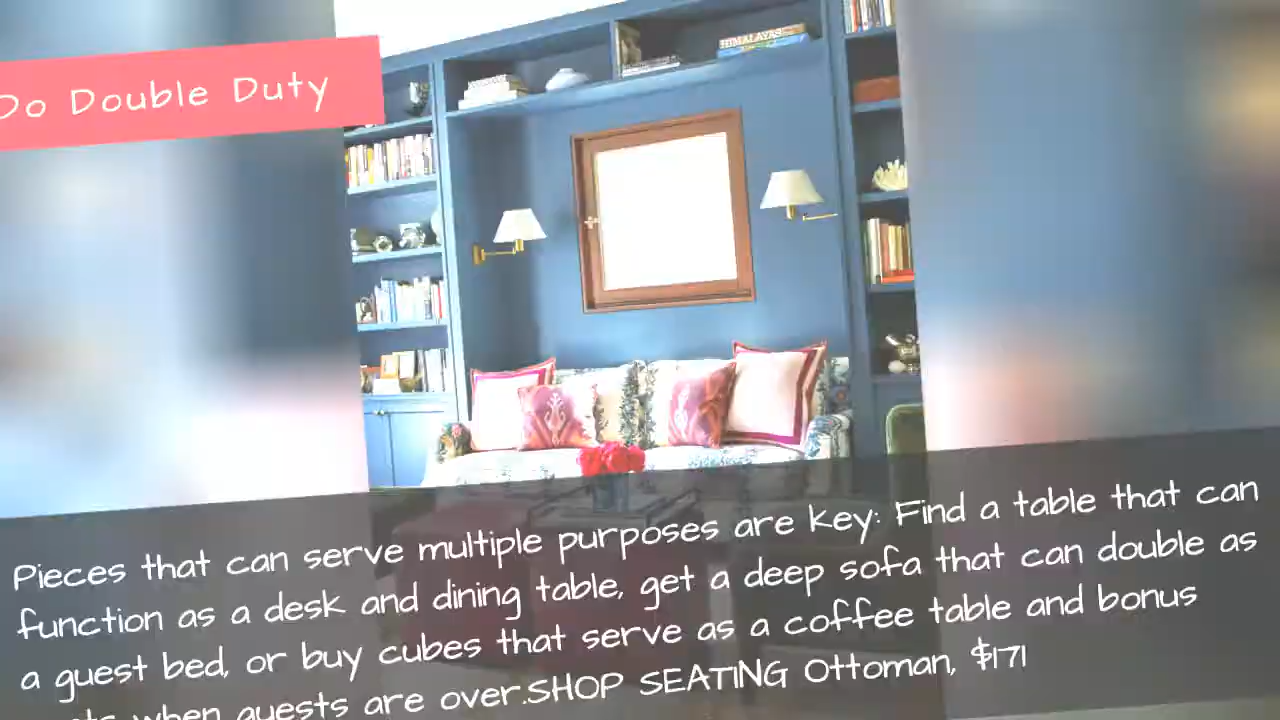 Do Double Duty
HIMALAYAS
Pieces that can serve multiple purposes are key: Find a table that can
function as a desk and dining table, get a deep sofa that can double as
a guest bed, or buy cubes that serve as a coffee table and bonus
when guests are over.SHOP SEATING Ottoman, $171